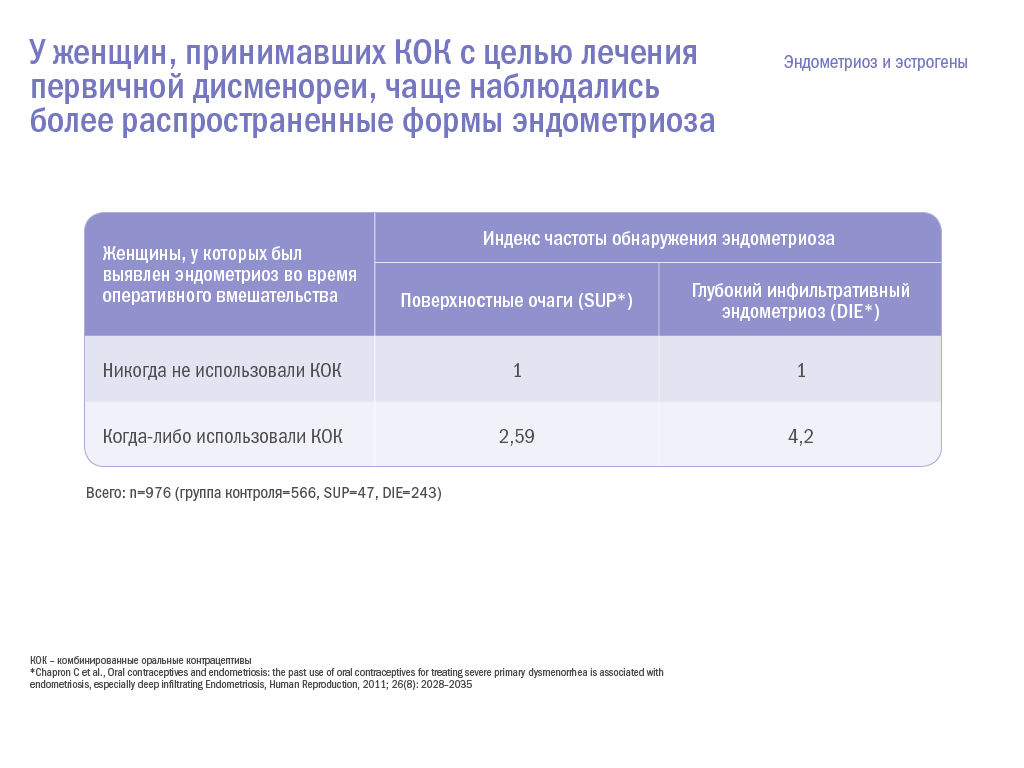 У женщин, принимавших КОК с целью лечения
первичной дисменореи, чаще наблюдались
более распространенные формы эндометриоза
Эндометриоз и эстрогены
Женщины, у которых был
выявлен эндометриоз во время
оперативного вмешательства
Индекс частоты обнаружения эндометриоза
Поверхностные очаги (SUP*)
Глубокий инфильтративный
эндометриоз (DIE*)
Никогда не использовали КОК
1
1
Когда-либо использовали КОК
2,59
4,2
Всего: n=976 (группа контроля=566, SUP=47, DIE=243)
КОК – комбинированные оральные контрацептивы
*Chapron C et al., Oral contraceptives and endometriosis: the past use of oral contraceptives for treating severe primary dysmenorrhea is associated with
endometriosis, especially deep infiltrating Endometriosis, Human Reproduction, 2011; 26(8): 2028–2035